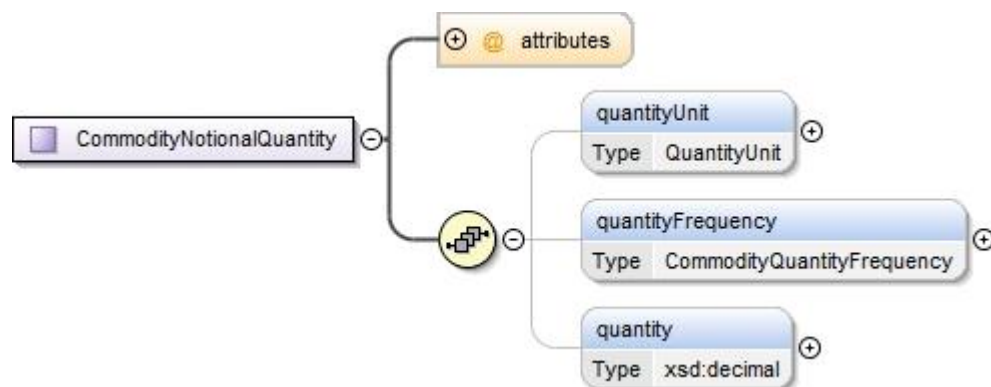 @ attributes
CommodityNotionalQuantity
quantityUnit
Type QuantityUnit
quantityFrequency
Type CommodityQuantityFrequency
quantity
Type xsd:decimal